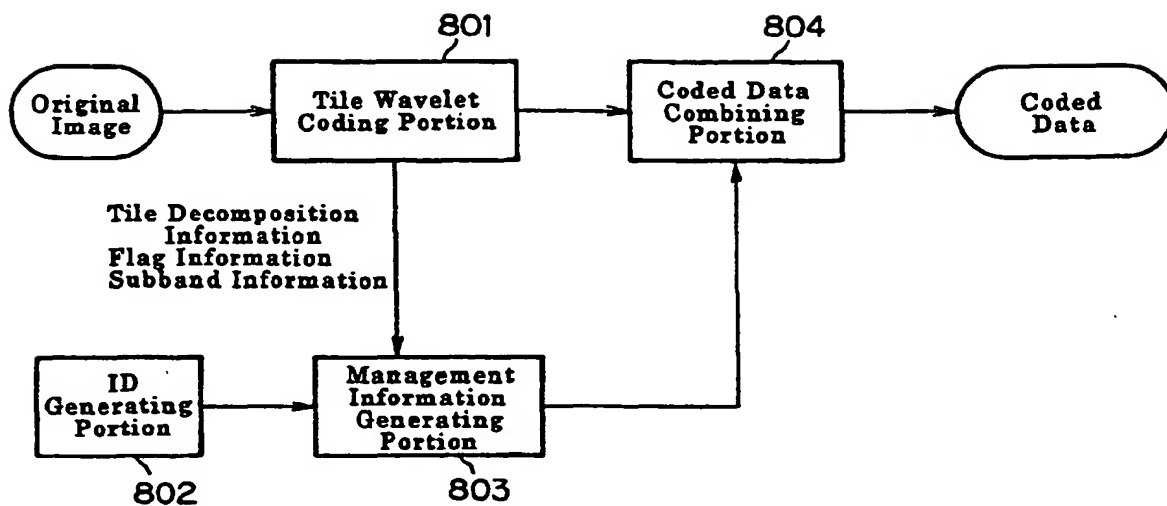 801
804
Original
Image
Tile Wavelet
Coding Portion
Coded Data
Combining
Portion
Coded
Data
Tile Decomposition
Information
Flag Information
Subband Information
ID
Generating
Portion
Management
Information
Generating
Portion
802
803